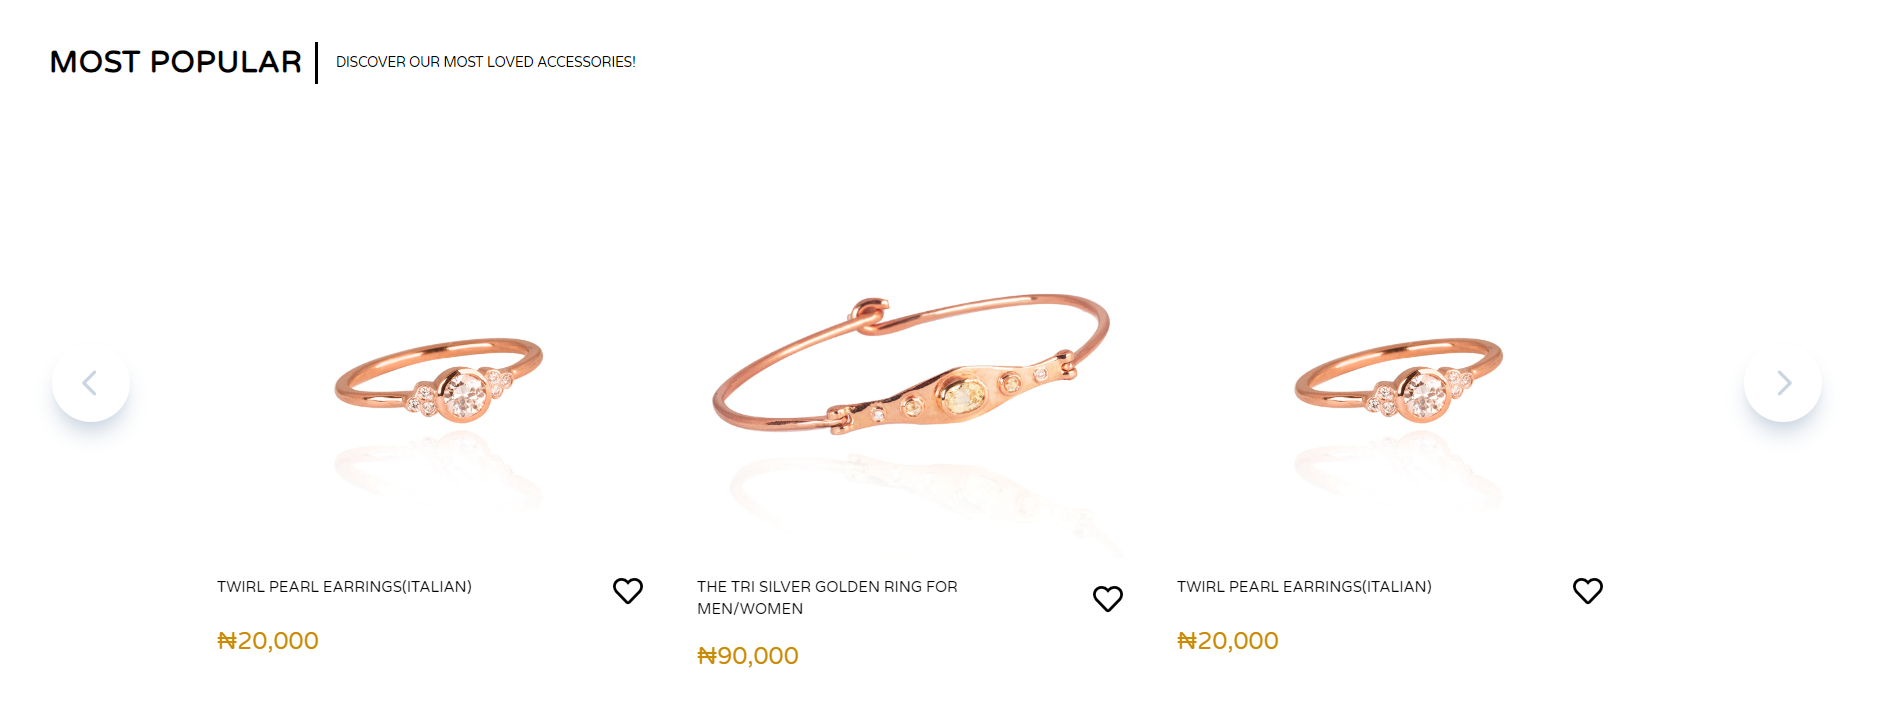 MOST POPULAR
DISCOVER OUR MOST LOVED ACCESSORIES!
TWIRL PEARL EARRINGS(ITALIAN)
₦20,000
THE TRI SILVER GOLDEN RING FOR
MEN/WOMEN
₦90,000
TWIRL PEARL EARRINGS(ITALIAN)
₦20,000